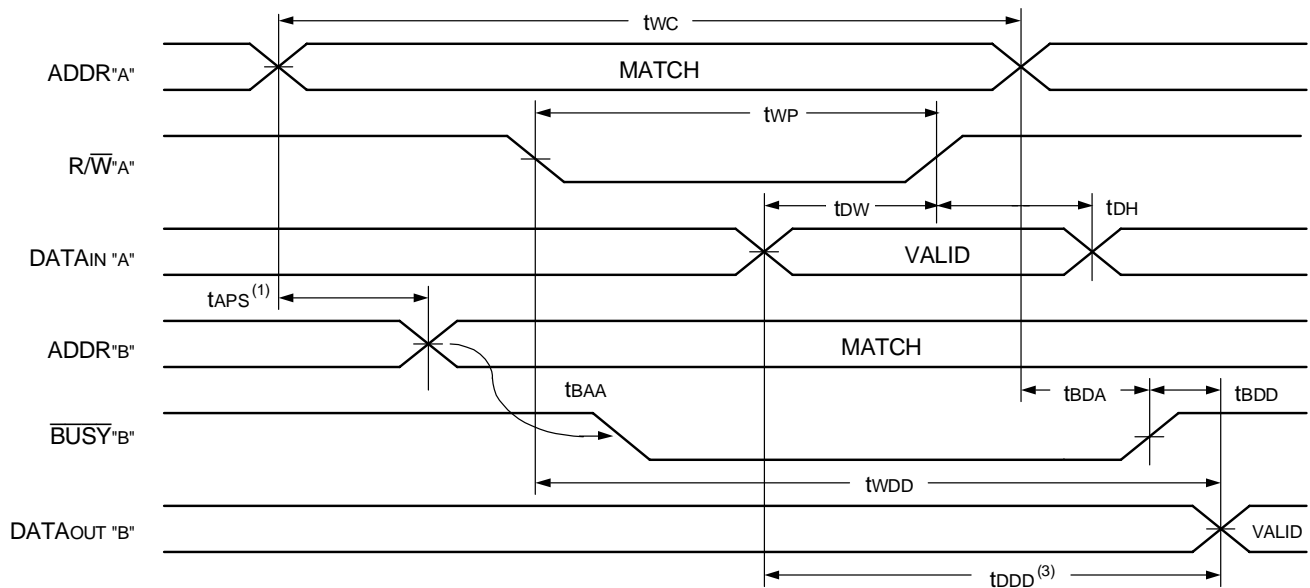 tWC
ADDR"A"
MATCH
tWP
R/W̅"A"
tDW
tDH
DATAIN "A"
VALID
tAPS(1)
ADDR"B"
MATCH
tBAA
tBDA
tBDD
B̅U̅S̅Y̅"B"
tWDD
DATAOUT "B"
VALID
tDDD(3)